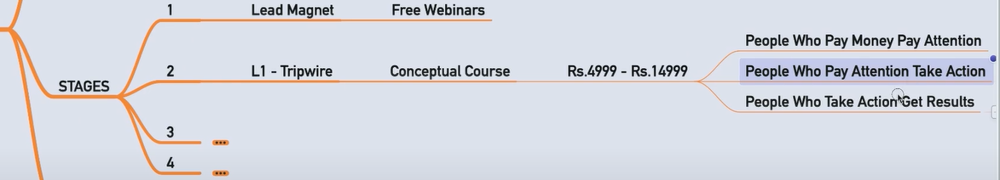 1 Lead Magnet Free Webinars
People Who Pay Money Pay Attention
2 L1 - Tripwire Conceptual Course Rs.4999 - Rs.14999 People Who Pay Attention Take Action
STAGES
People Who Take Action Get Results
3
4